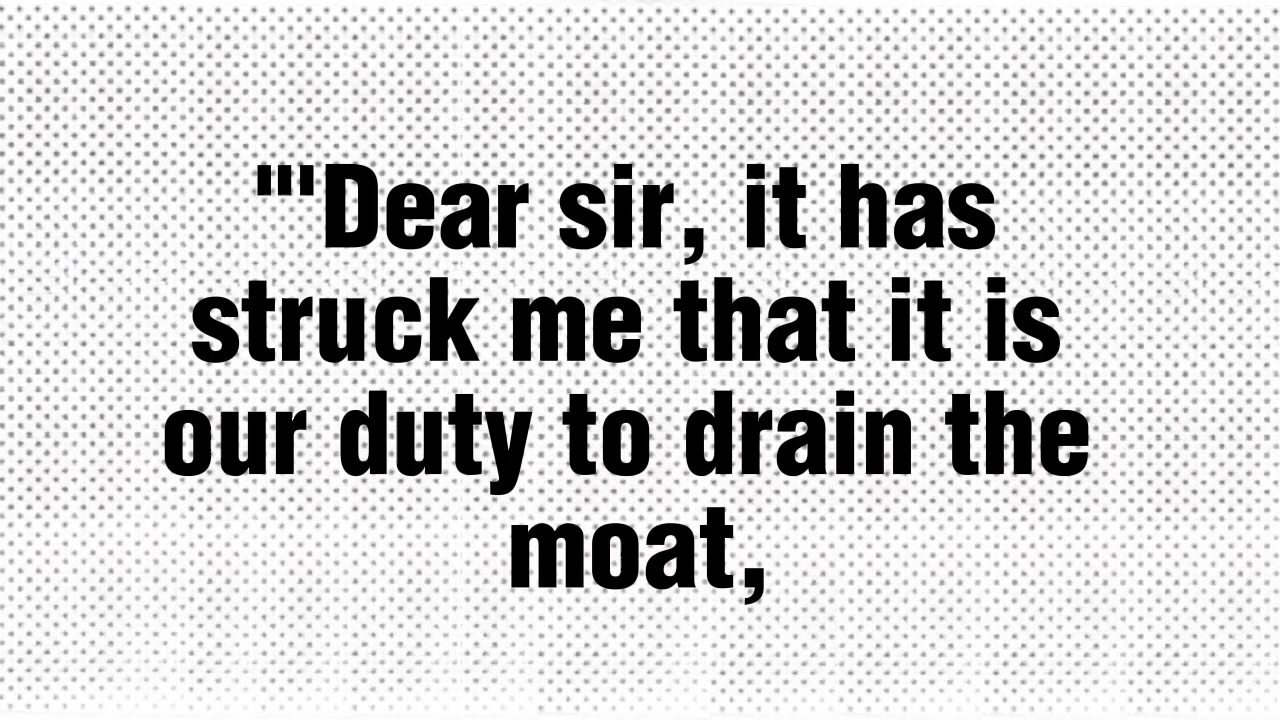 "'Dear sir, it has
struck me that it is
our duty to drain the
moat,